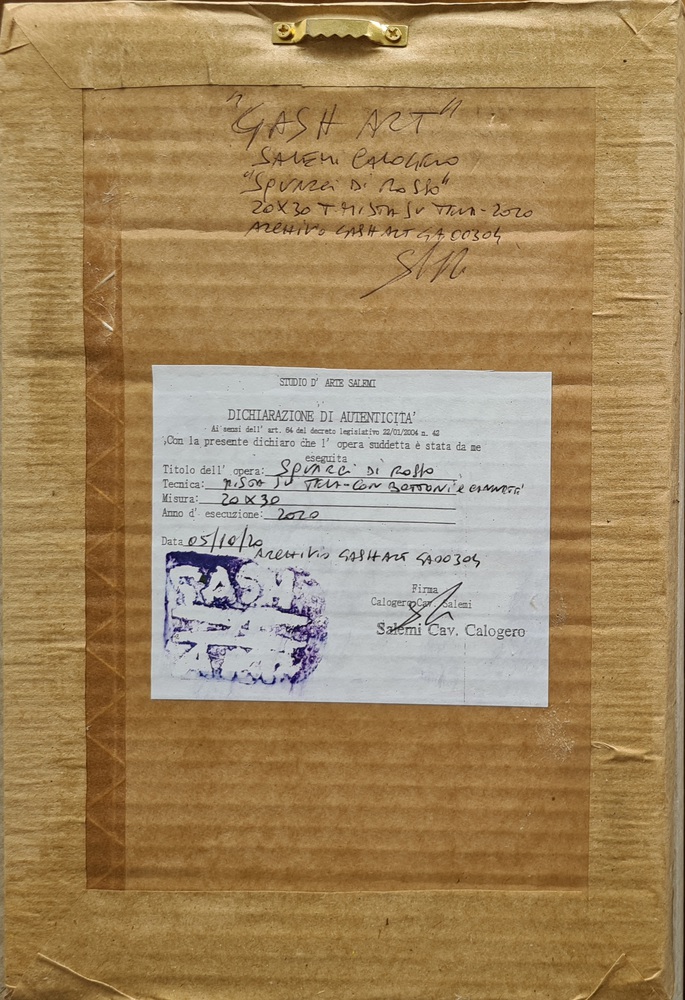 "GASH ART"
SALEMI CALOGERO
"SQUARCI DI ROSSO"
20X30 T. MISTA SU TELA - 2020
ARCHIVIO GASH ART GA00304
STUDIO D' ARTE SALEMI
DICHIARAZIONE DI AUTENTICITA'
Ai sensi dell' art. 64 del decreto legislativo 22/01/2004 n. 42
Con la presente dichiaro che l' opera suddetta è stata da me
eseguita
Titolo dell' opera: SQUARCI DI ROSSO
Tecnica: MISTA SU TELA - CON BOTTONI E
Misura: 20X30
Anno d' esecuzione: 2020
Data 05/10/20
ARCHIVIO GASH ART GA00304
GASH
Firma
Calogero Cav. Salemi
Salemi Cav. Calogero